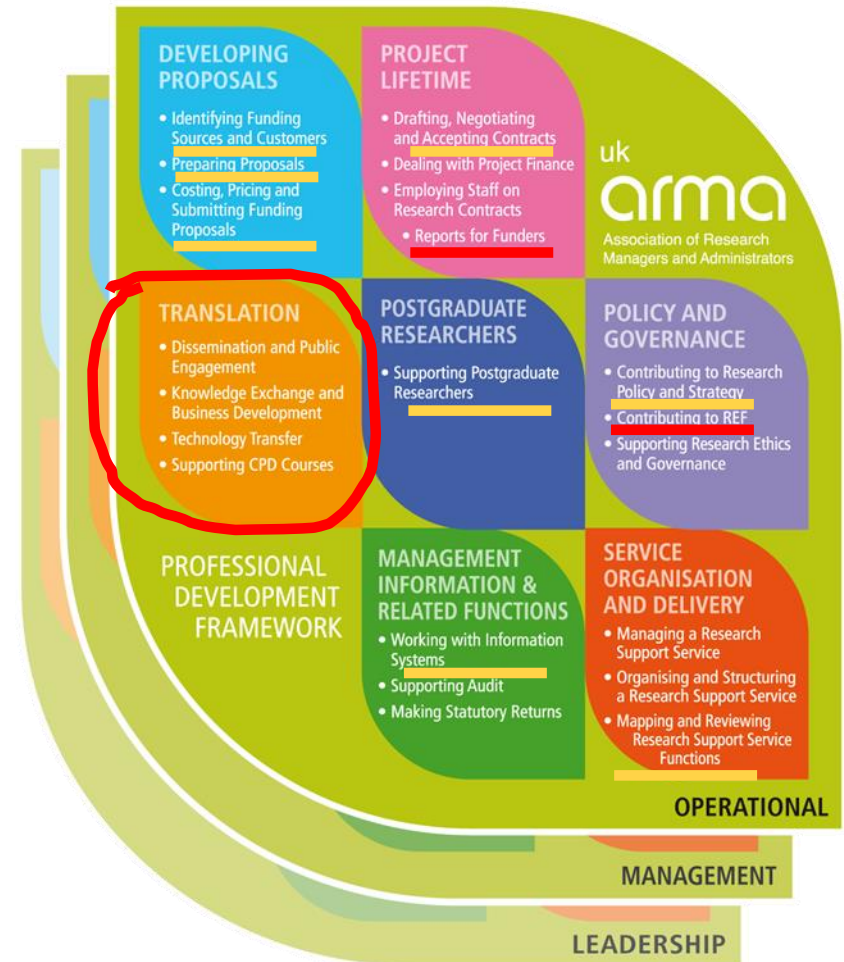 DEVELOPING
PROPOSALS
• Identifying Funding
Sources and Customers
• Preparing Proposals
• Costing, Pricing and
Submitting Funding
Proposals
PROJECT
LIFETIME
• Drafting, Negotiating
and Accepting Contracts
• Dealing with Project Finance
• Employing Staff on
Research Contracts
• Reports for Funders
uk
arma
Association of Research
Managers and Administrators
TRANSLATION
• Dissemination and Public
Engagement
• Knowledge Exchange and
Business Development
• Technology Transfer
• Supporting CPD Courses
POSTGRADUATE
RESEARCHERS
• Supporting Postgraduate
Researchers
POLICY AND
GOVERNANCE
• Contributing to Research
Policy and Strategy
• Contributing to REF
• Supporting Research Ethics
and Governance
PROFESSIONAL
DEVELOPMENT
FRAMEWORK
MANAGEMENT
INFORMATION &
RELATED FUNCTIONS
• Working with Information
Systems
• Supporting Audit
• Making Statutory Returns
SERVICE
ORGANISATION
AND DELIVERY
• Managing a Research
Support Service
• Organising and Structuring
a Research Support Service
• Mapping and Reviewing
Research Support Service
Functions
OPERATIONAL
MANAGEMENT
LEADERSHIP